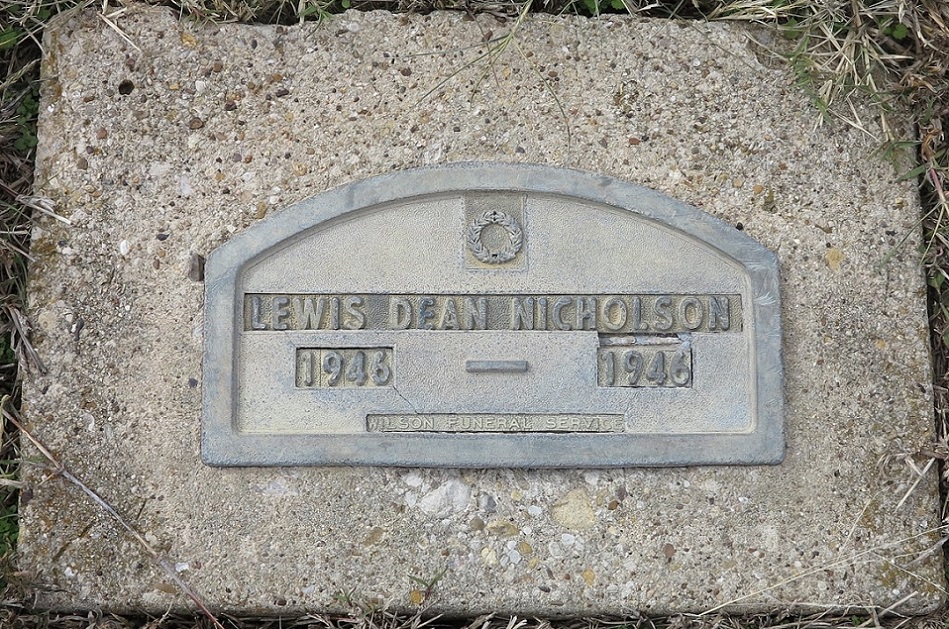 LEWIS DEAN NICHOLSON
1946 — 1946
WILSON FUNERAL SERVICE